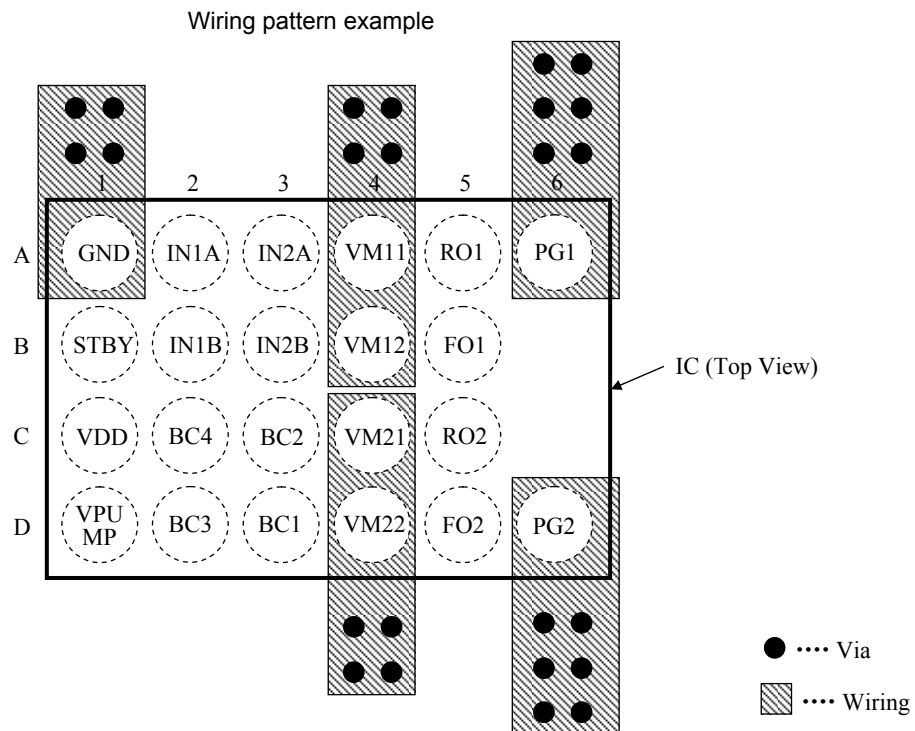 Wiring pattern example
1 2 3 4 5 6
A GND IN1A IN2A VM11 RO1 PG1
B STBY IN1B IN2B VM12 FO1
IC (Top View)
C VDD BC4 BC2 VM21 RO2
D VPU MP BC3 BC1 VM22 FO2 PG2
•••• Via
•••• Wiring